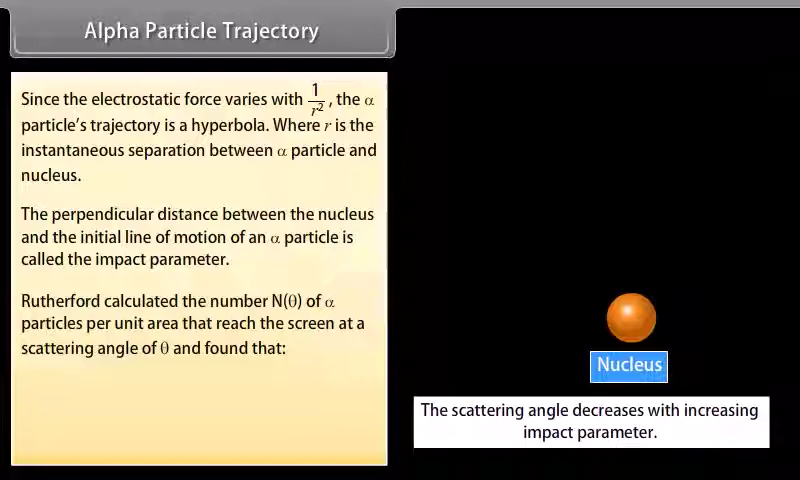 Alpha Particle Trajectory
Since the electrostatic force varies with 1/r², the α
particle's trajectory is a hyperbola. Where r is the
instantaneous separation between α particle and
nucleus.
The perpendicular distance between the nucleus
and the initial line of motion of an α particle is
called the impact parameter.
Rutherford calculated the number N(θ) of α
particles per unit area that reach the screen at a
scattering angle of θ and found that:
Nucleus
The scattering angle decreases with increasing
impact parameter.